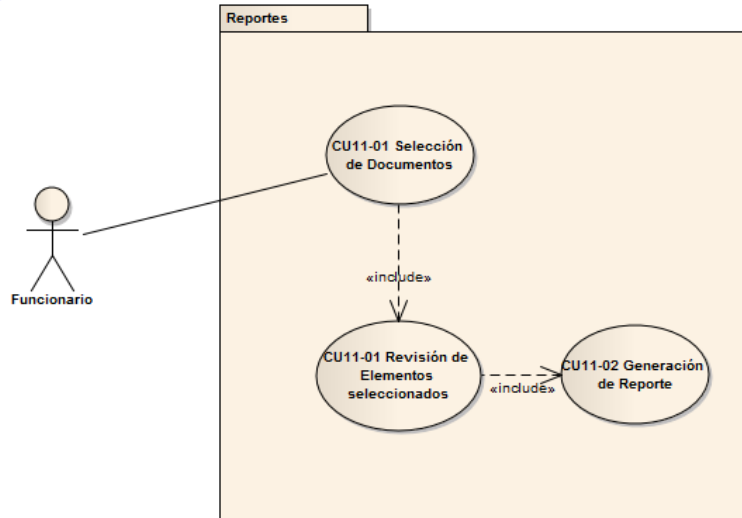 Reportes
CU11-01 Selección
de Documentos
Funcionario
«include»
CU11-01 Revisión de
Elementos
seleccionados
«include»
CU11-02 Generación
de Reporte